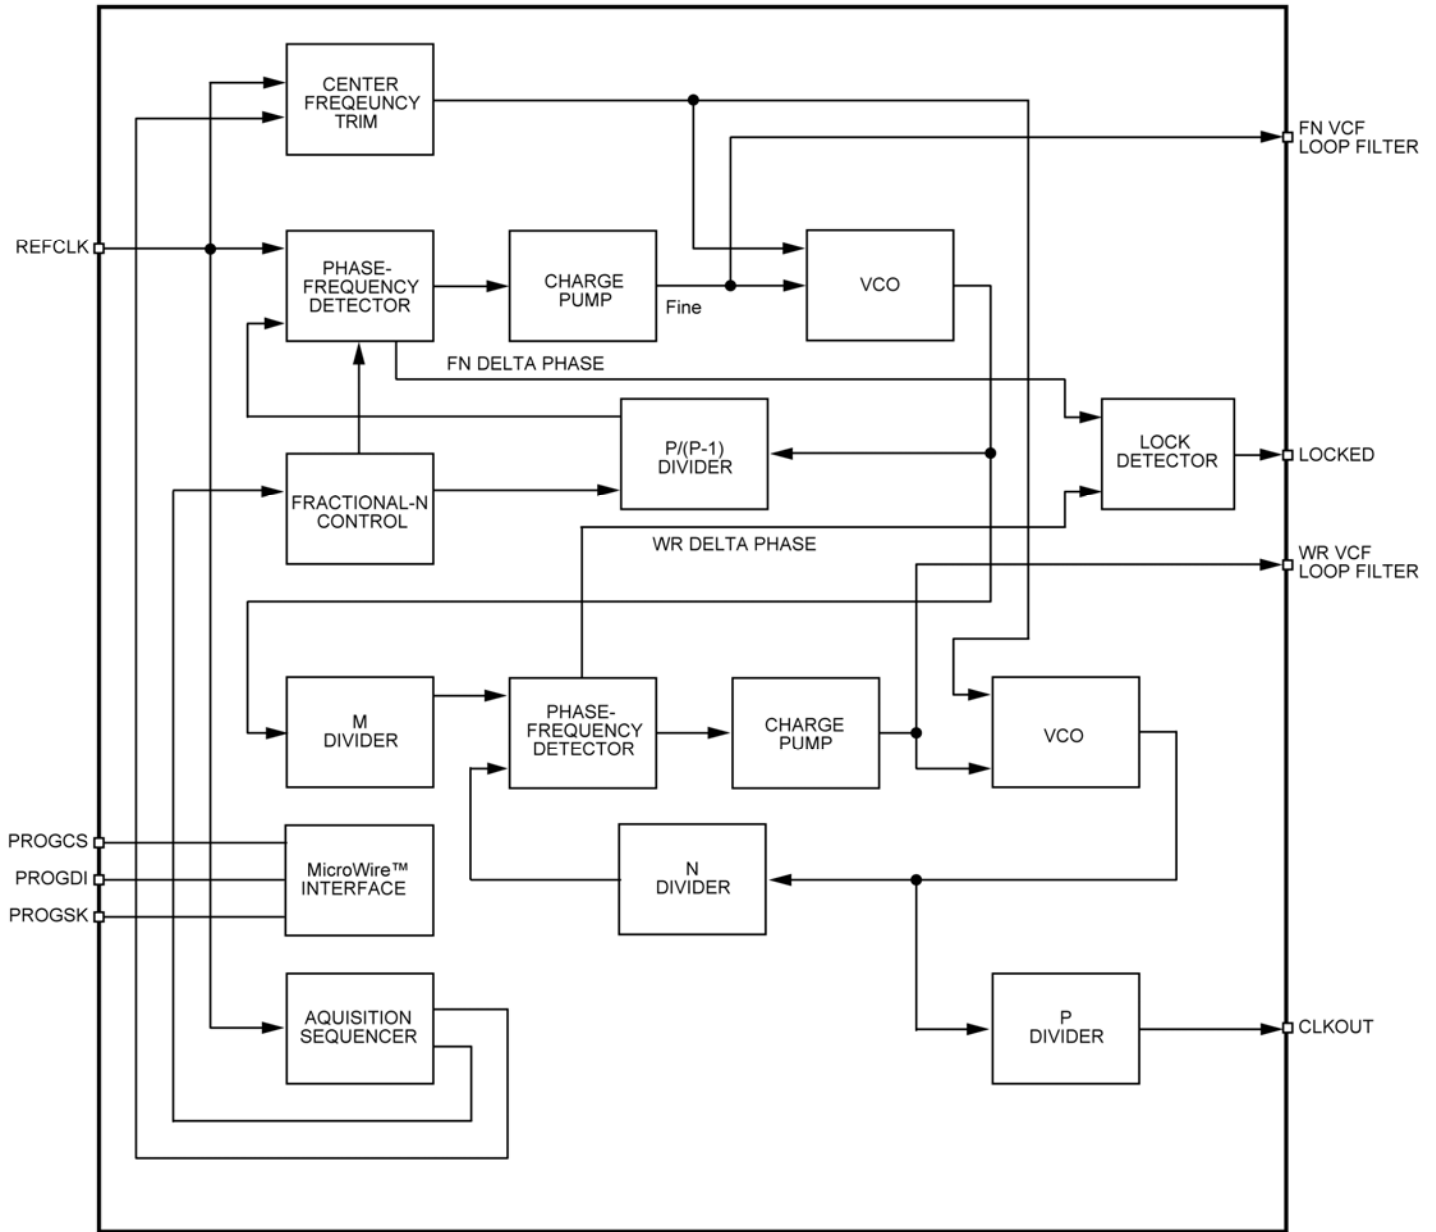 CENTER
FREQEUNCY
TRIM
FN VCF
LOOP FILTER
REFCLK
PHASE-
FREQUENCY
DETECTOR
CHARGE
PUMP
Fine
VCO
FN DELTA PHASE
P/(P-1)
DIVIDER
LOCK
DETECTOR
LOCKED
FRACTIONAL-N
CONTROL
WR DELTA PHASE
WR VCF
LOOP FILTER
M
DIVIDER
PHASE-
FREQUENCY
DETECTOR
CHARGE
PUMP
VCO
PROGCS
PROGDI
PROGSK
MicroWire™
INTERFACE
N
DIVIDER
AQUISITION
SEQUENCER
P
DIVIDER
CLKOUT